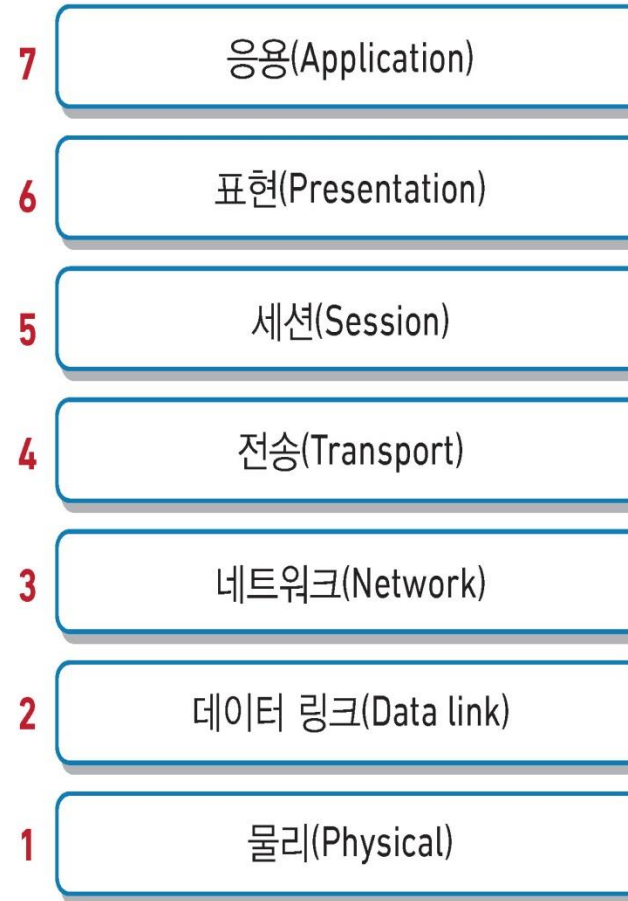 7 응용(Application)
6 표현(Presentation)
5 세션(Session)
4 전송(Transport)
3 네트워크(Network)
2 데이터 링크(Data link)
1 물리(Physical)